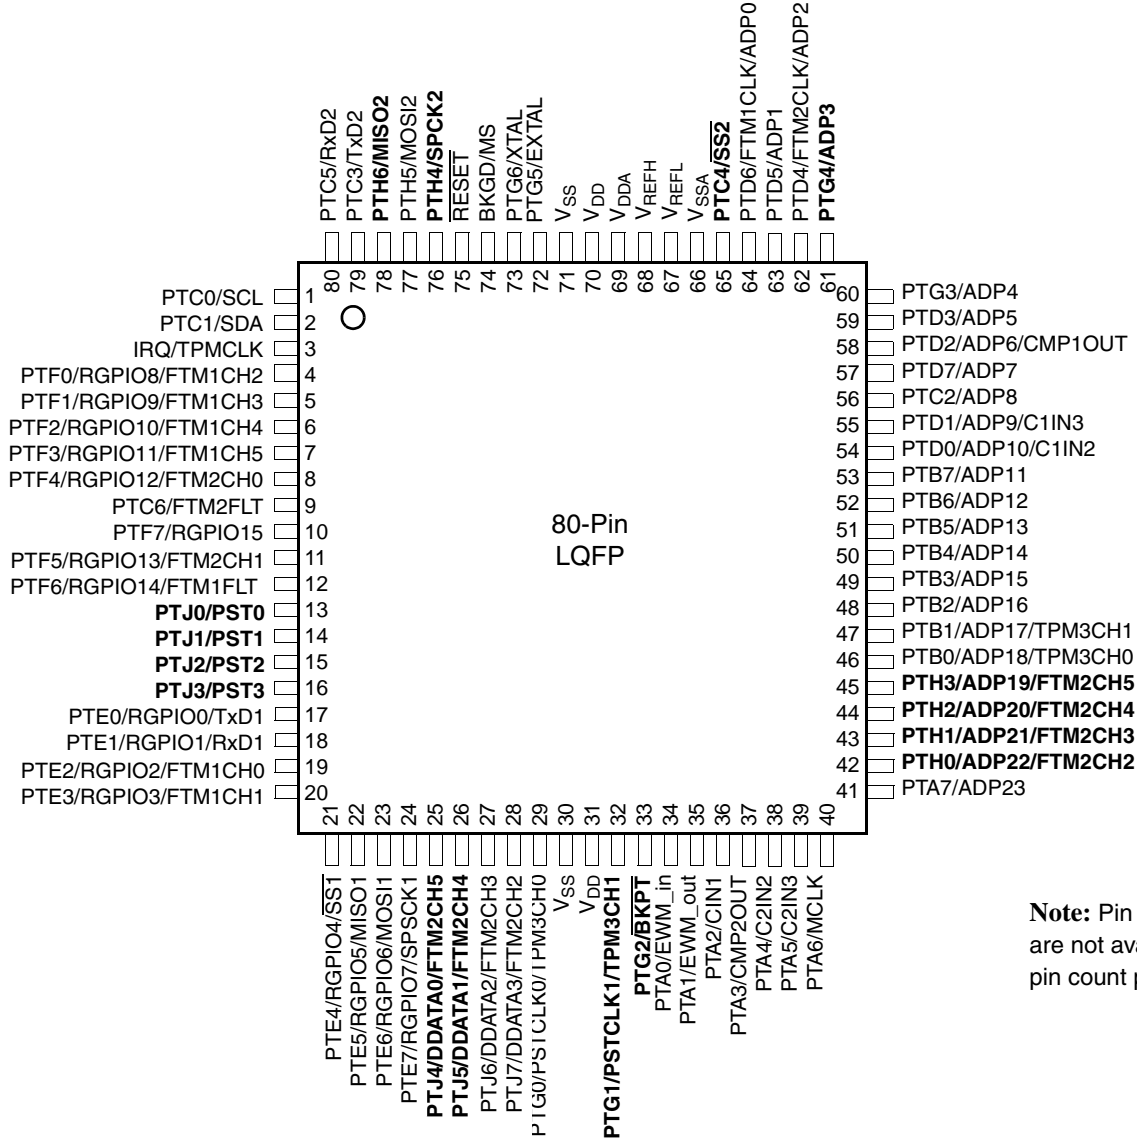 PTC5/RxD2
PTC3/TxD2
PTH6/MISO2
PTH5/MOSI2
PTH4/SPCK2
RESET
BKGD/MS
PTG6/XTAL
PTG5/EXTAL
VSS
VDD
VDDA
VREFH
VREFL
VSSA
PTC4/SS2
PTD6/FTM1CLK/ADP0
PTD5/ADP1
PTD4/FTM2CLK/ADP2
PTG4/ADP3
80 79 78 77 76 75 74 73 72 71 70 69 68 67 66 65 64 63 62 61
PTC0/SCL 1
PTC1/SDA 2
IRQ/TPMCLK 3
PTF0/RGPIO8/FTM1CH2 4
PTF1/RGPIO9/FTM1CH3 5
PTF2/RGPIO10/FTM1CH4 6
PTF3/RGPIO11/FTM1CH5 7
PTF4/RGPIO12/FTM2CH0 8
PTC6/FTM2FLT 9
PTF7/RGPIO15 10
PTF5/RGPIO13/FTM2CH1 11
PTF6/RGPIO14/FTM1FLT 12
PTJ0/PST0 13
PTJ1/PST1 14
PTJ2/PST2 15
PTJ3/PST3 16
PTE0/RGPIO0/TxD1 17
PTE1/RGPIO1/RxD1 18
PTE2/RGPIO2/FTM1CH0 19
PTE3/RGPIO3/FTM1CH1 20
80-Pin
LQFP
60 PTG3/ADP4
59 PTD3/ADP5
58 PTD2/ADP6/CMP1OUT
57 PTD7/ADP7
56 PTC2/ADP8
55 PTD1/ADP9/C1IN3
54 PTD0/ADP10/C1IN2
53 PTB7/ADP11
52 PTB6/ADP12
51 PTB5/ADP13
50 PTB4/ADP14
49 PTB3/ADP15
48 PTB2/ADP16
47 PTB1/ADP17/TPM3CH1
46 PTB0/ADP18/TPM3CH0
45 PTH3/ADP19/FTM2CH5
44 PTH2/ADP20/FTM2CH4
43 PTH1/ADP21/FTM2CH3
42 PTH0/ADP22/FTM2CH2
41 PTA7/ADP23
21 22 23 24 25 26 27 28 29 30 31 32 33 34 35 36 37 38 39 40
PTE4/RGPIO4/SS1
PTE5/RGPIO5/MISO1
PTE6/RGPIO6/MOSI1
PTE7/RGPIO7/SPSCK1
PTJ4/DDATA0/FTM2CH5
PTJ5/DDATA1/FTM2CH4
PTJ6/DDATA2/FTM2CH3
PTJ7/DDATA3/FTM2CH2
PTG0/PSTCLK0/TPM3CH0
VSS
VDD
PTG1/PSTCLK1/TPM3CH1
PTG2/BKPT
PTA0/EWM_in
PTA1/EWM_out
PTA2/CIN1
PTA3/CMP2OUT
PTA4/C2IN2
PTA5/C2IN3
PTA6/MCLK
Note: Pin
are not ava
pin count p